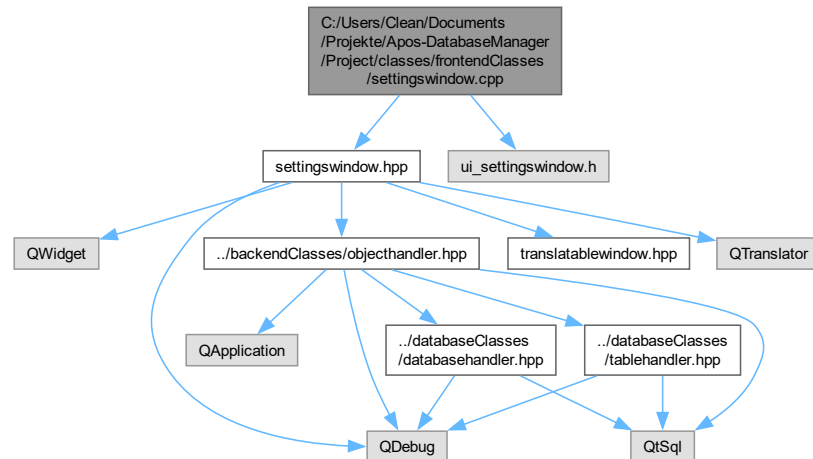 C:/Users/Clean/Documents
/Projekte/Apos-DatabaseManager
/Project/classes/frontendClasses
/settingswindow.cpp
settingswindow.hpp
ui_settingswindow.h
QWidget
../backendClasses/objecthandler.hpp
translatablewindow.hpp
QTranslator
QApplication
../databaseClasses
/databasehandler.hpp
../databaseClasses
/tablehandler.hpp
QDebug
QtSql